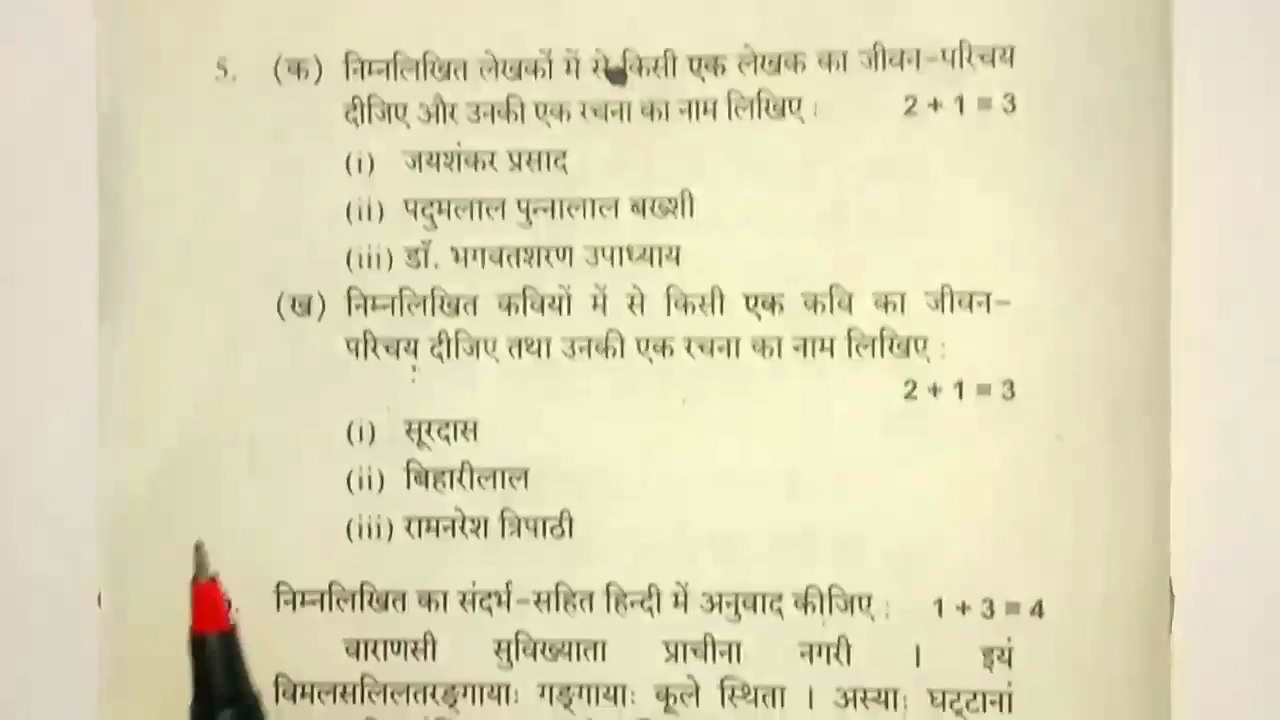 5. (क) निम्नलिखित लेखकों में से किसी एक लेखक का जीवन-परिचय
दीजिए और उनकी एक रचना का नाम लिखिए : 2 + 1 = 3
(i) जयशंकर प्रसाद
(ii) पदुमलाल पुन्नालाल बख्शी
(iii) डॉ. भगवतशरण उपाध्याय
(ख) निम्नलिखित कवियों में से किसी एक कवि का जीवन-
परिचय दीजिए तथा उनकी एक रचना का नाम लिखिए :
2 + 1 = 3
(i) सूरदास
(ii) बिहारीलाल
(iii) रामनरेश त्रिपाठी
निम्नलिखित का संदर्भ-सहित हिन्दी में अनुवाद कीजिए : 1 + 3 = 4
वाराणसी सुविख्याता प्राचीना नगरी । इयं
विमलसलिलतरङ्गायाः गङ्गायाः कूले स्थिता । अस्याः घट्टानां